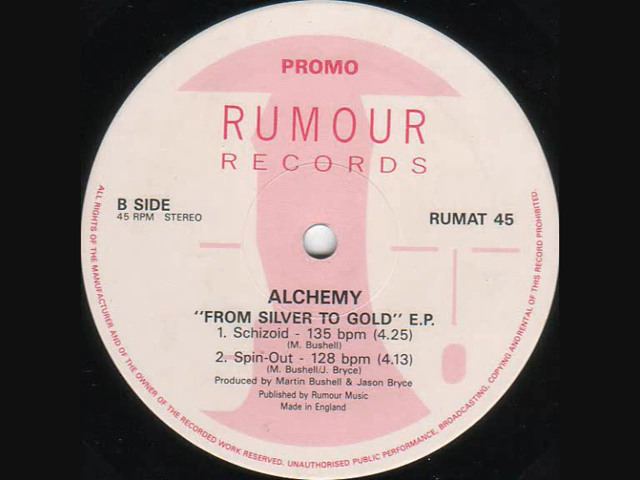 PROMO
RUMOUR
RECORDS
B SIDE
45 RPM STEREO
RUMAT 45
ALCHEMY
"FROM SILVER TO GOLD" E.P.
1. Schizoid - 135 bpm (4.25)
(M. Bushell)
2. Spin-Out - 128 bpm (4.13)
(M. Bushell/J. Bryce)
Produced by Martin Bushell & Jason Bryce
Published by Rumour Music
Made in England
ALL RIGHTS OF THE MANUFACTURER AND OF THE OWNER OF THE RECORDED WORK RESERVED. UNAUTHORISED PUBLIC PERFORMANCE, BROADCASTING, COPYING AND RENTAL OF THIS RECORD PROHIBITED.